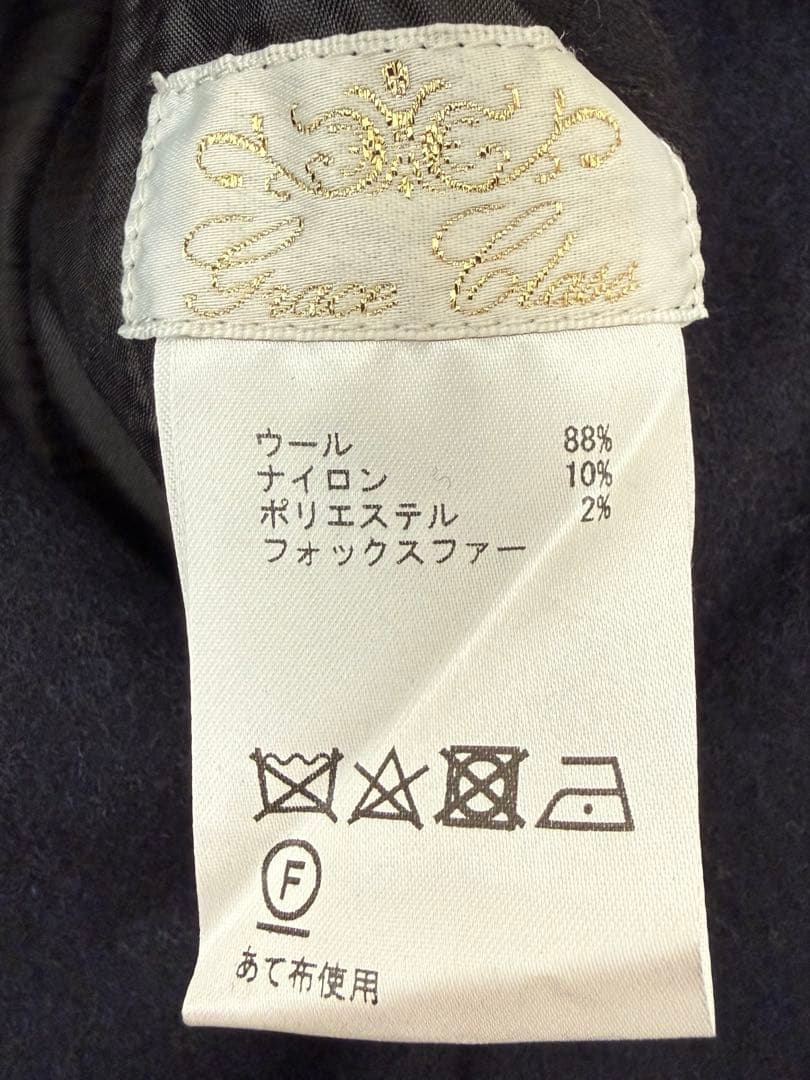 Grace Class
ウール 88%
ナイロン 10%
ポリエステル 2%
フォックスファー
F
あて布使用